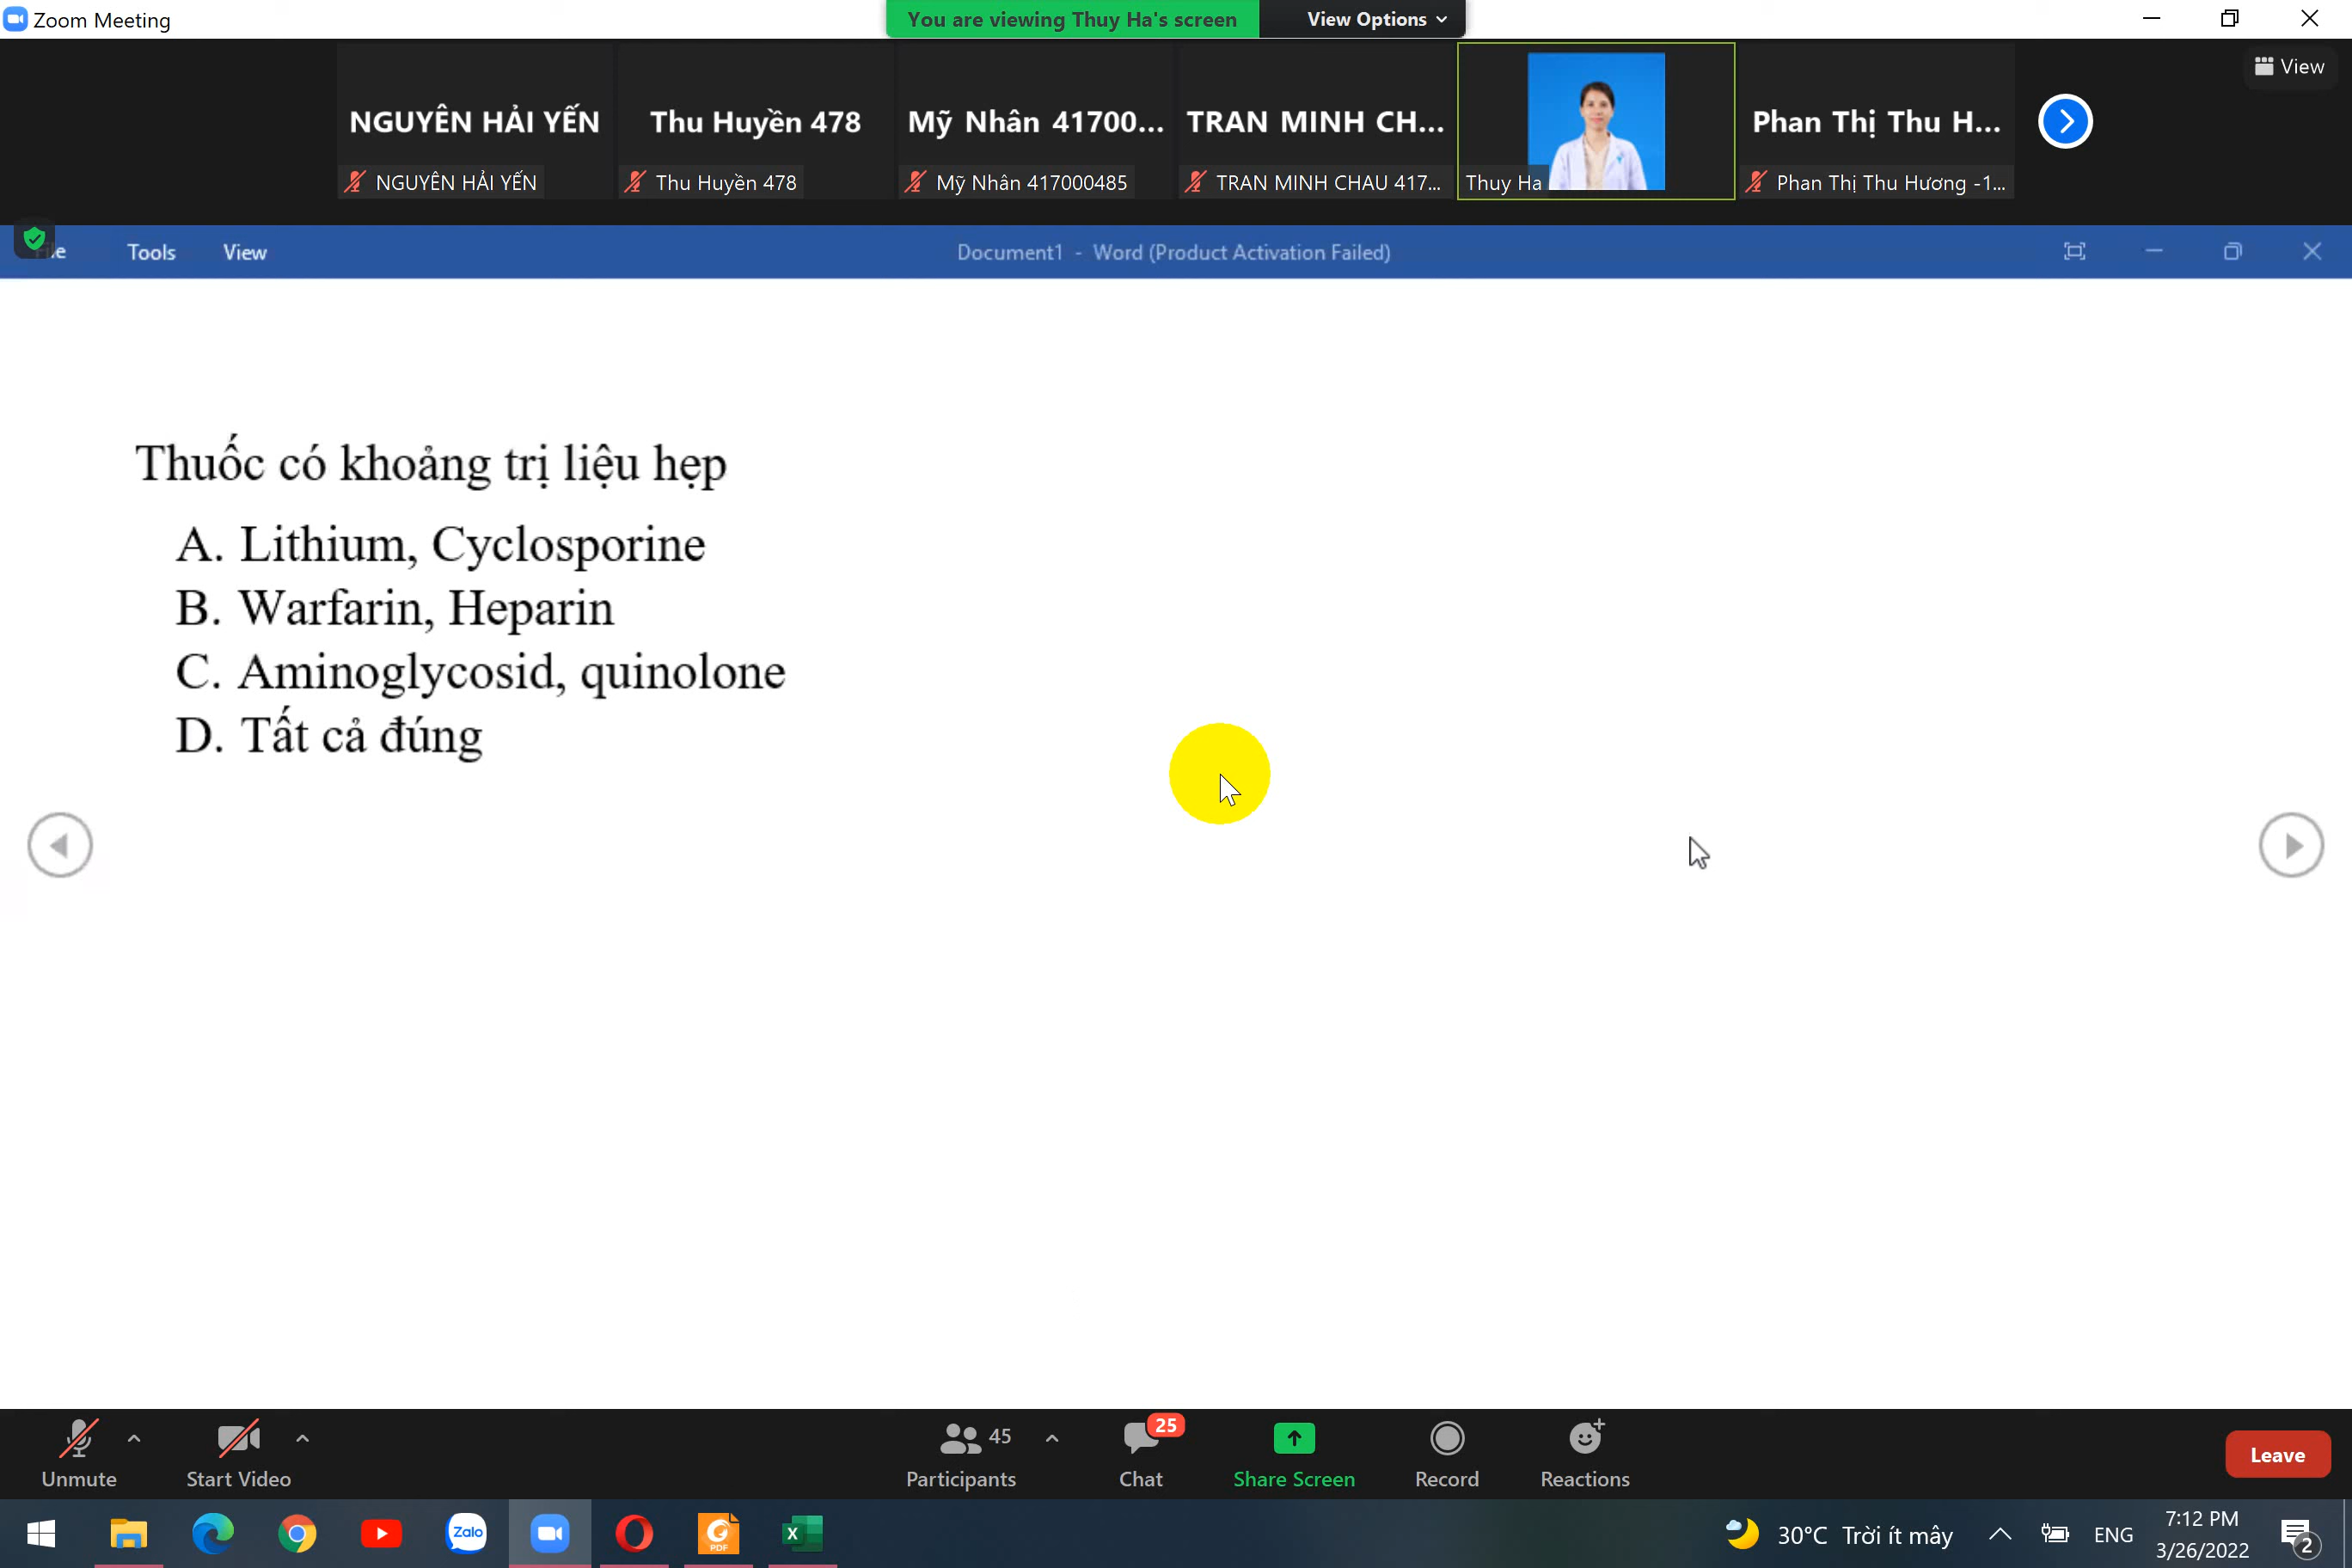 Zoom Meeting
You are viewing Thuy Ha's screen
View Options
View
NGUYÊN HẢI YẾN
Thu Huyền 478
Mỹ Nhân 41700...
TRAN MINH CH...
Phan Thị Thu H...
NGUYÊN HẢI YẾN
Thu Huyền 478
Mỹ Nhân 417000485
TRAN MINH CHAU 417...
Thuy Ha
Phan Thị Thu Hương -1...
Tools
View
Document1 - Word (Product Activation Failed)
Thuốc có khoảng trị liệu hẹp
A. Lithium, Cyclosporine
B. Warfarin, Heparin
C. Aminoglycosid, quinolone
D. Tất cả đúng
45
25
Unmute
Start Video
Participants
Chat
Share Screen
Record
Reactions
Leave
Zalo
PDF
X
30°C Trời ít mây
ENG
7:12 PM
3/26/2022
2